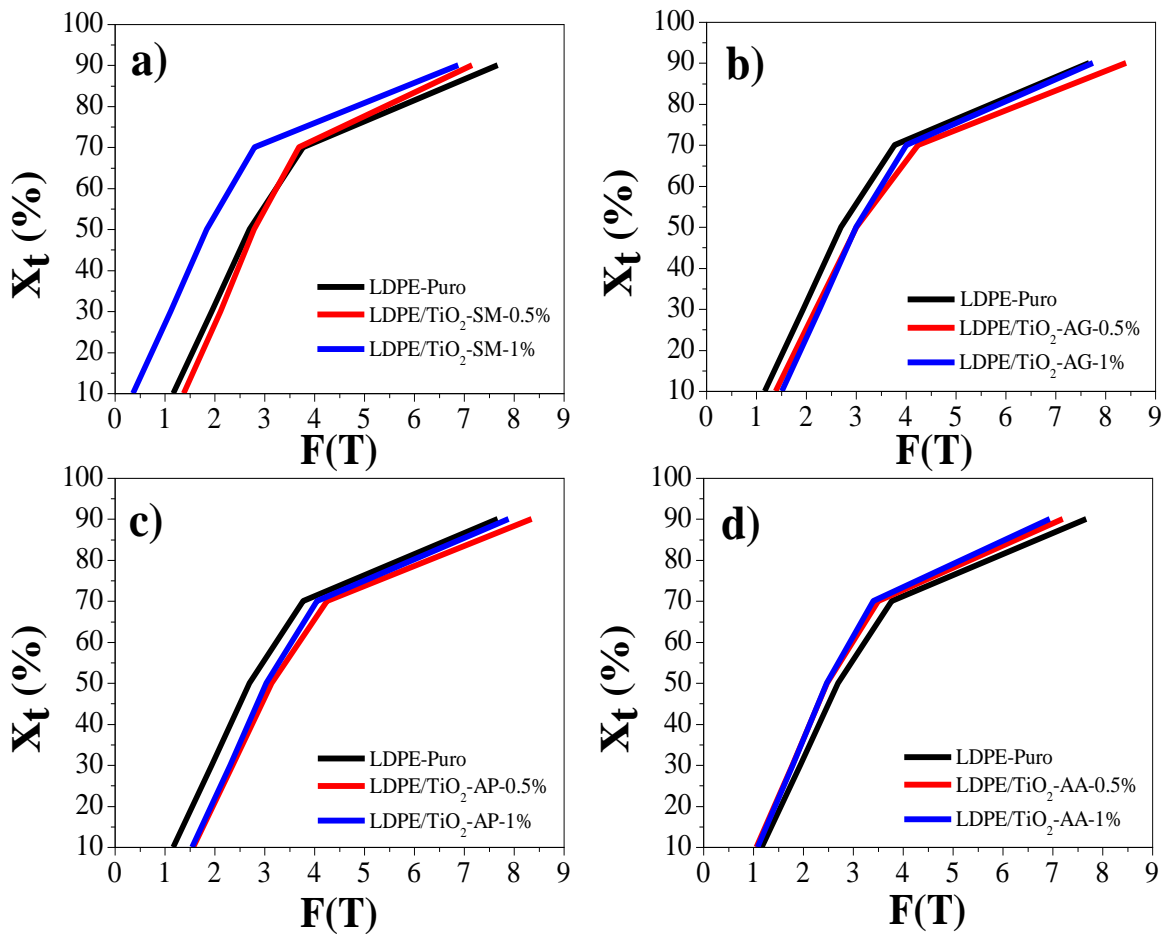 a)
100
90
80
70
60
50
40
30
20
10
X_t (%)
LDPE-Puro
LDPE/TiO₂-SM-0.5%
LDPE/TiO₂-SM-1%
0 1 2 3 4 5 6 7 8 9
F(T)
b)
100
90
80
70
60
50
40
30
20
10
X_t (%)
LDPE-Puro
LDPE/TiO₂-AG-0.5%
LDPE/TiO₂-AG-1%
0 1 2 3 4 5 6 7 8 9
F(T)
c)
100
90
80
70
60
50
40
30
20
10
X_t (%)
LDPE-Puro
LDPE/TiO₂-AP-0.5%
LDPE/TiO₂-AP-1%
0 1 2 3 4 5 6 7 8 9
F(T)
d)
100
90
80
70
60
50
40
30
20
10
X_t (%)
LDPE-Puro
LDPE/TiO₂-AA-0.5%
LDPE/TiO₂-AA-1%
0 1 2 3 4 5 6 7 8 9
F(T)